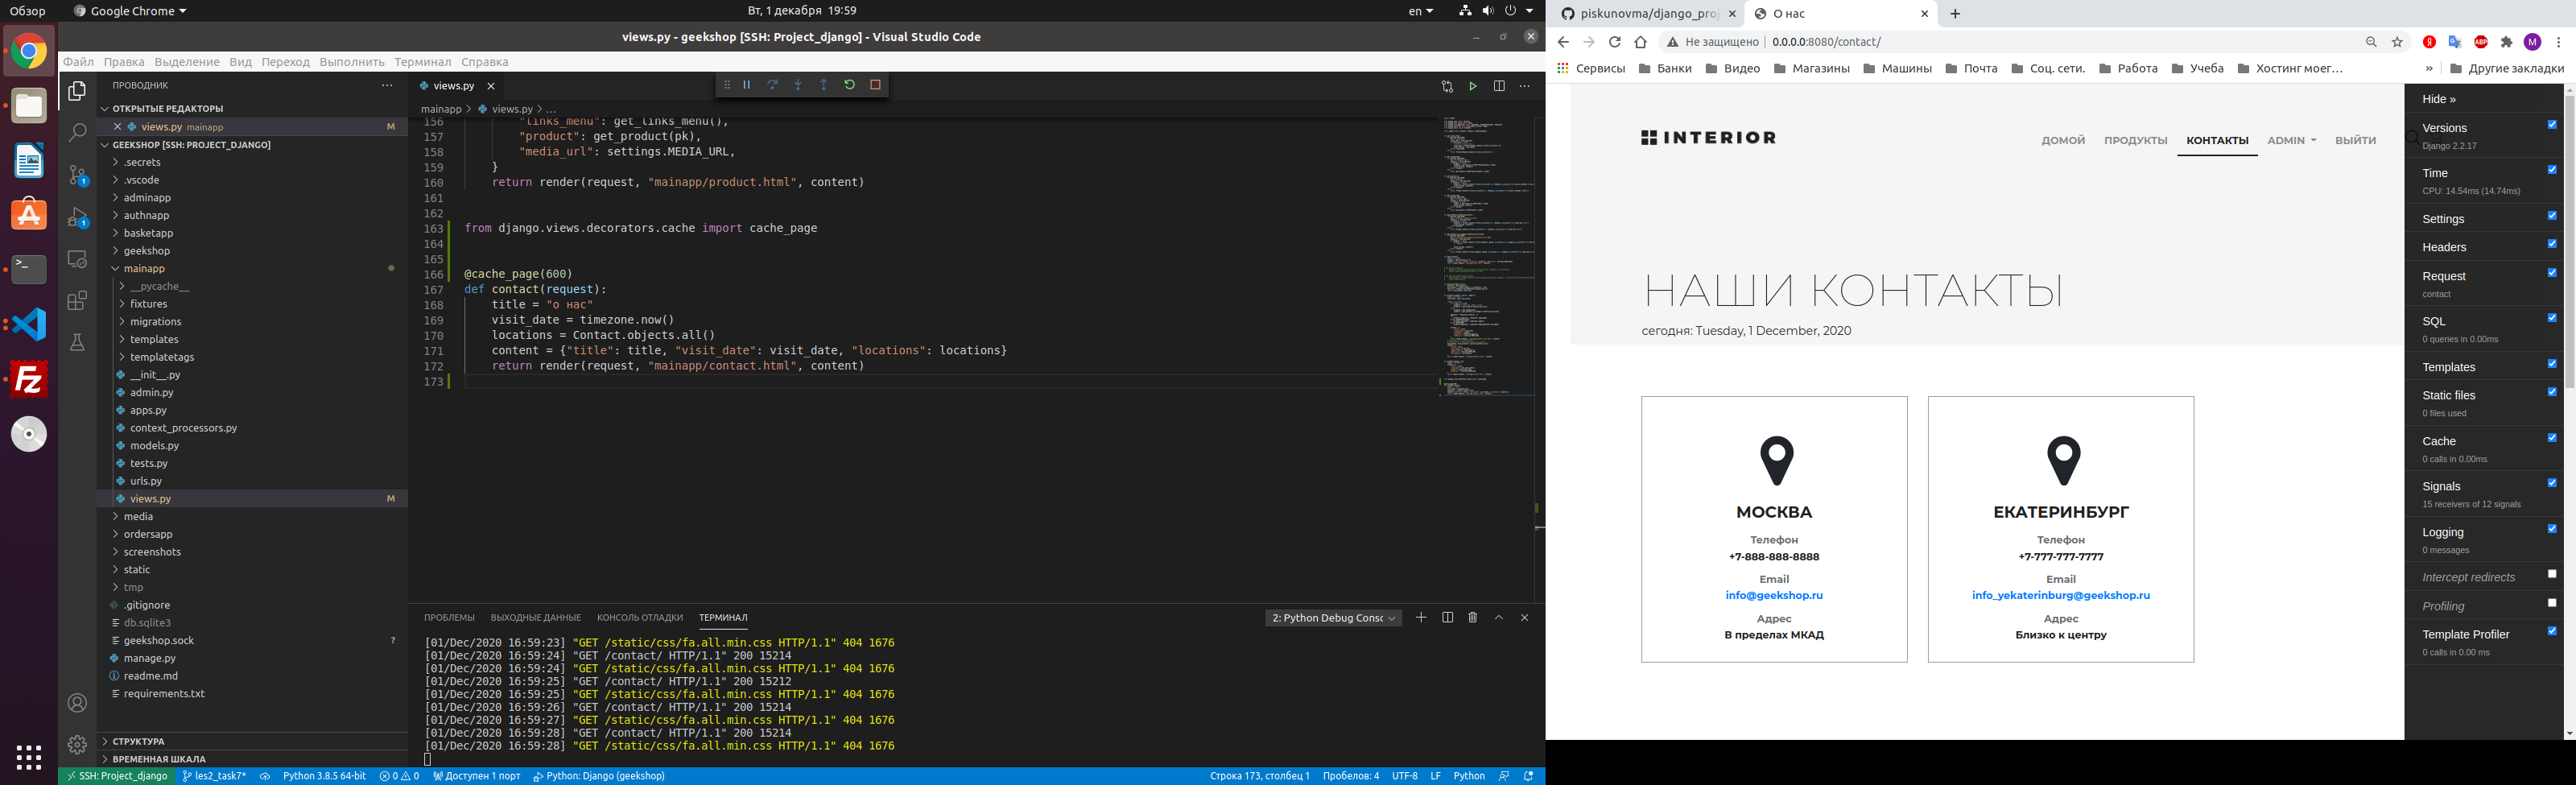 Обзор
Google Chrome
Вт, 1 декабря 19:59
en
views.py - geekshop [SSH: Project_django] - Visual Studio Code
Файл Правка Выделение Вид Переход Выполнить Терминал Справка
ПРОВОДНИК
ОТКРЫТЫЕ РЕДАКТОРЫ
views.py mainapp M
GEEKSHOP [SSH: PROJECT_DJANGO]
.secrets
.vscode
adminapp
authnapp
basketapp
geekshop
mainapp
__pycache__
fixtures
migrations
templates
templatetags
__init__.py
admin.py
apps.py
context_processors.py
models.py
tests.py
urls.py
views.py M
media
ordersapp
screenshots
static
tmp
.gitignore
db.sqlite3
geekshop.sock ?
manage.py
readme.md
requirements.txt
СТРУКТУРА
ВРЕМЕННАЯ ШКАЛА
1
1
views.py
mainapp > views.py > ...
156 "links_menu": get_links_menu(),
157 "product": get_product(pk),
158 "media_url": settings.MEDIA_URL,
159 }
160 return render(request, "mainapp/product.html", content)
161
162
163 from django.views.decorators.cache import cache_page
164
165
166 @cache_page(600)
167 def contact(request):
168 title = "о нас"
169 visit_date = timezone.now()
170 locations = Contact.objects.all()
171 content = {"title": title, "visit_date": visit_date, "locations": locations}
172 return render(request, "mainapp/contact.html", content)
173
ПРОБЛЕМЫ ВЫХОДНЫЕ ДАННЫЕ КОНСОЛЬ ОТЛАДКИ ТЕРМИНАЛ
2: Python Debug Consc
[01/Dec/2020 16:59:23] "GET /static/css/fa.all.min.css HTTP/1.1" 404 1676
[01/Dec/2020 16:59:24] "GET /contact/ HTTP/1.1" 200 15214
[01/Dec/2020 16:59:24] "GET /static/css/fa.all.min.css HTTP/1.1" 404 1676
[01/Dec/2020 16:59:25] "GET /contact/ HTTP/1.1" 200 15212
[01/Dec/2020 16:59:25] "GET /static/css/fa.all.min.css HTTP/1.1" 404 1676
[01/Dec/2020 16:59:26] "GET /contact/ HTTP/1.1" 200 15214
[01/Dec/2020 16:59:27] "GET /static/css/fa.all.min.css HTTP/1.1" 404 1676
[01/Dec/2020 16:59:28] "GET /contact/ HTTP/1.1" 200 15214
[01/Dec/2020 16:59:28] "GET /static/css/fa.all.min.css HTTP/1.1" 404 1676
SSH: Project_django les2_task7* Python 3.8.5 64-bit 0 0 Доступен 1 порт Python: Django (geekshop)
Строка 173, столбец 1 Пробелов: 4 UTF-8 LF Python
piskunovma/django_proj
О нас
Не защищено 0.0.0.0:8080/contact/
Сервисы Банки Видео Магазины Машины Почта Соц. сети. Работа Учеба Хостинг моег... » Другие закладки
INTERIOR
ДОМОЙ ПРОДУКТЫ КОНТАКТЫ ADMIN ВЫЙТИ
НАШИ КОНТАКТЫ
сегодня: Tuesday, 1 December, 2020
МОСКВА
Телефон
+7-888-888-8888
Email
info@geekshop.ru
Адрес
В пределах МКАД
ЕКАТЕРИНБУРГ
Телефон
+7-777-777-7777
Email
info_yekaterinburg@geekshop.ru
Адрес
Близко к центру
Hide »
Versions
Django 2.2.17
Time
CPU: 14.54ms (14.74ms)
Settings
Headers
Request
contact
SQL
0 queries in 0.00ms
Templates
Static files
0 files used
Cache
0 calls in 0.00ms
Signals
15 receivers of 12 signals
Logging
0 messages
Intercept redirects
Profiling
Template Profiler
0 calls in 0.00 ms